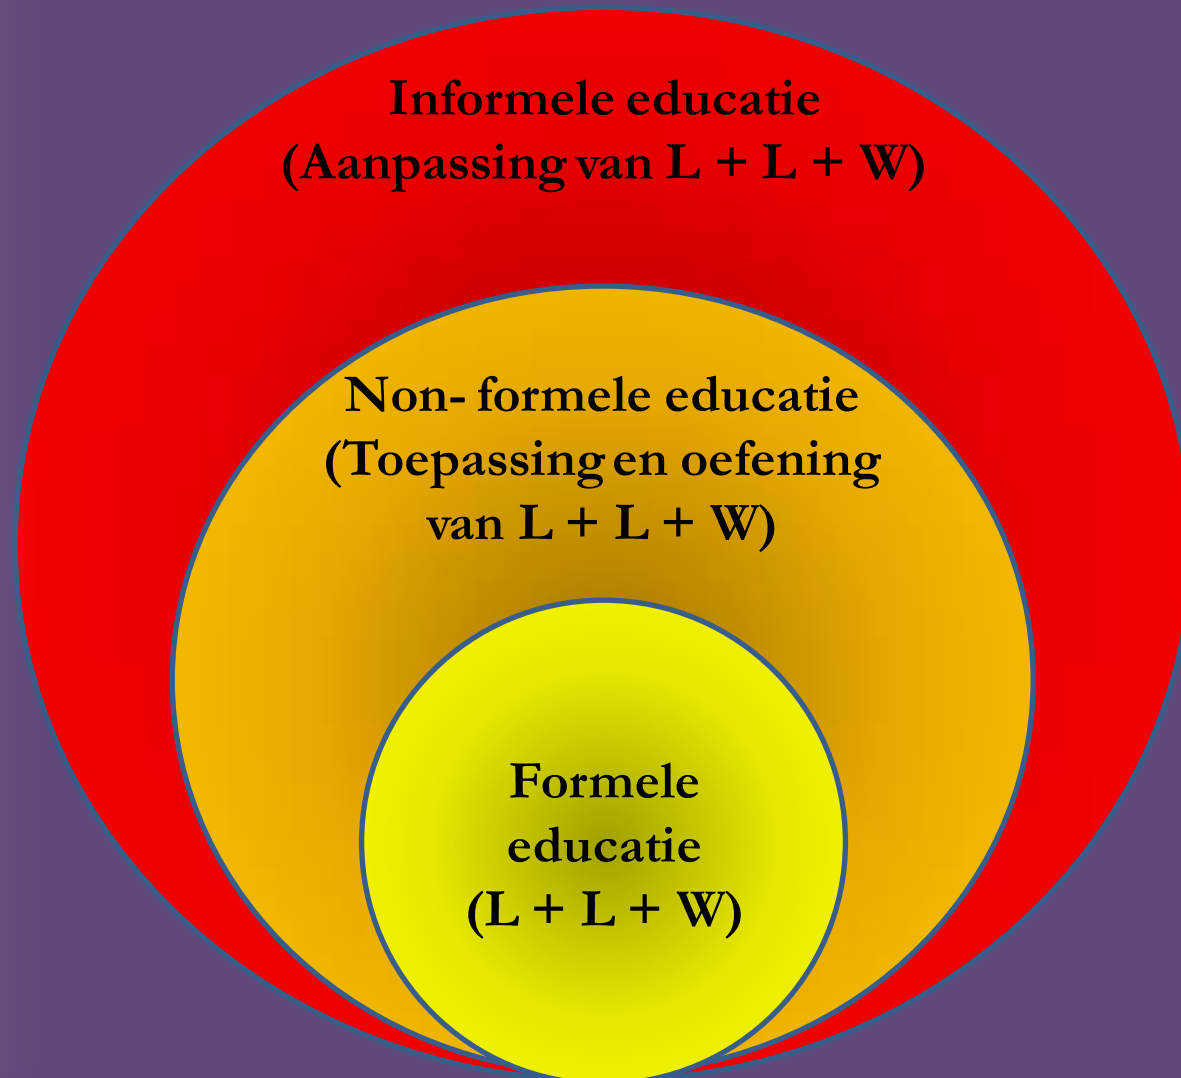 Informele educatie
(Aanpassing van L + L + W)
Non- formele educatie
(Toepassing en oefening
van L + L + W)
Formele
educatie
(L + L + W)